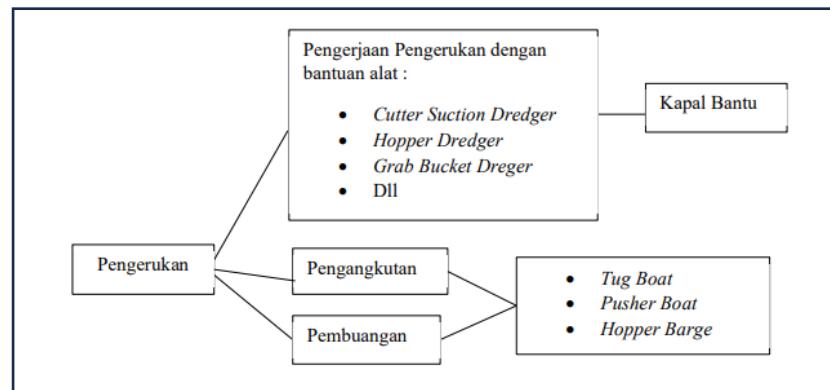 Pengerjaan Pengerukan dengan
bantuan alat :
• Cutter Suction Dredger
• Hopper Dredger
• Grab Bucket Dreger
• Dll
Kapal Bantu
Pengerukan
Pengangkutan
Pembuangan
• Tug Boat
• Pusher Boat
• Hopper Barge